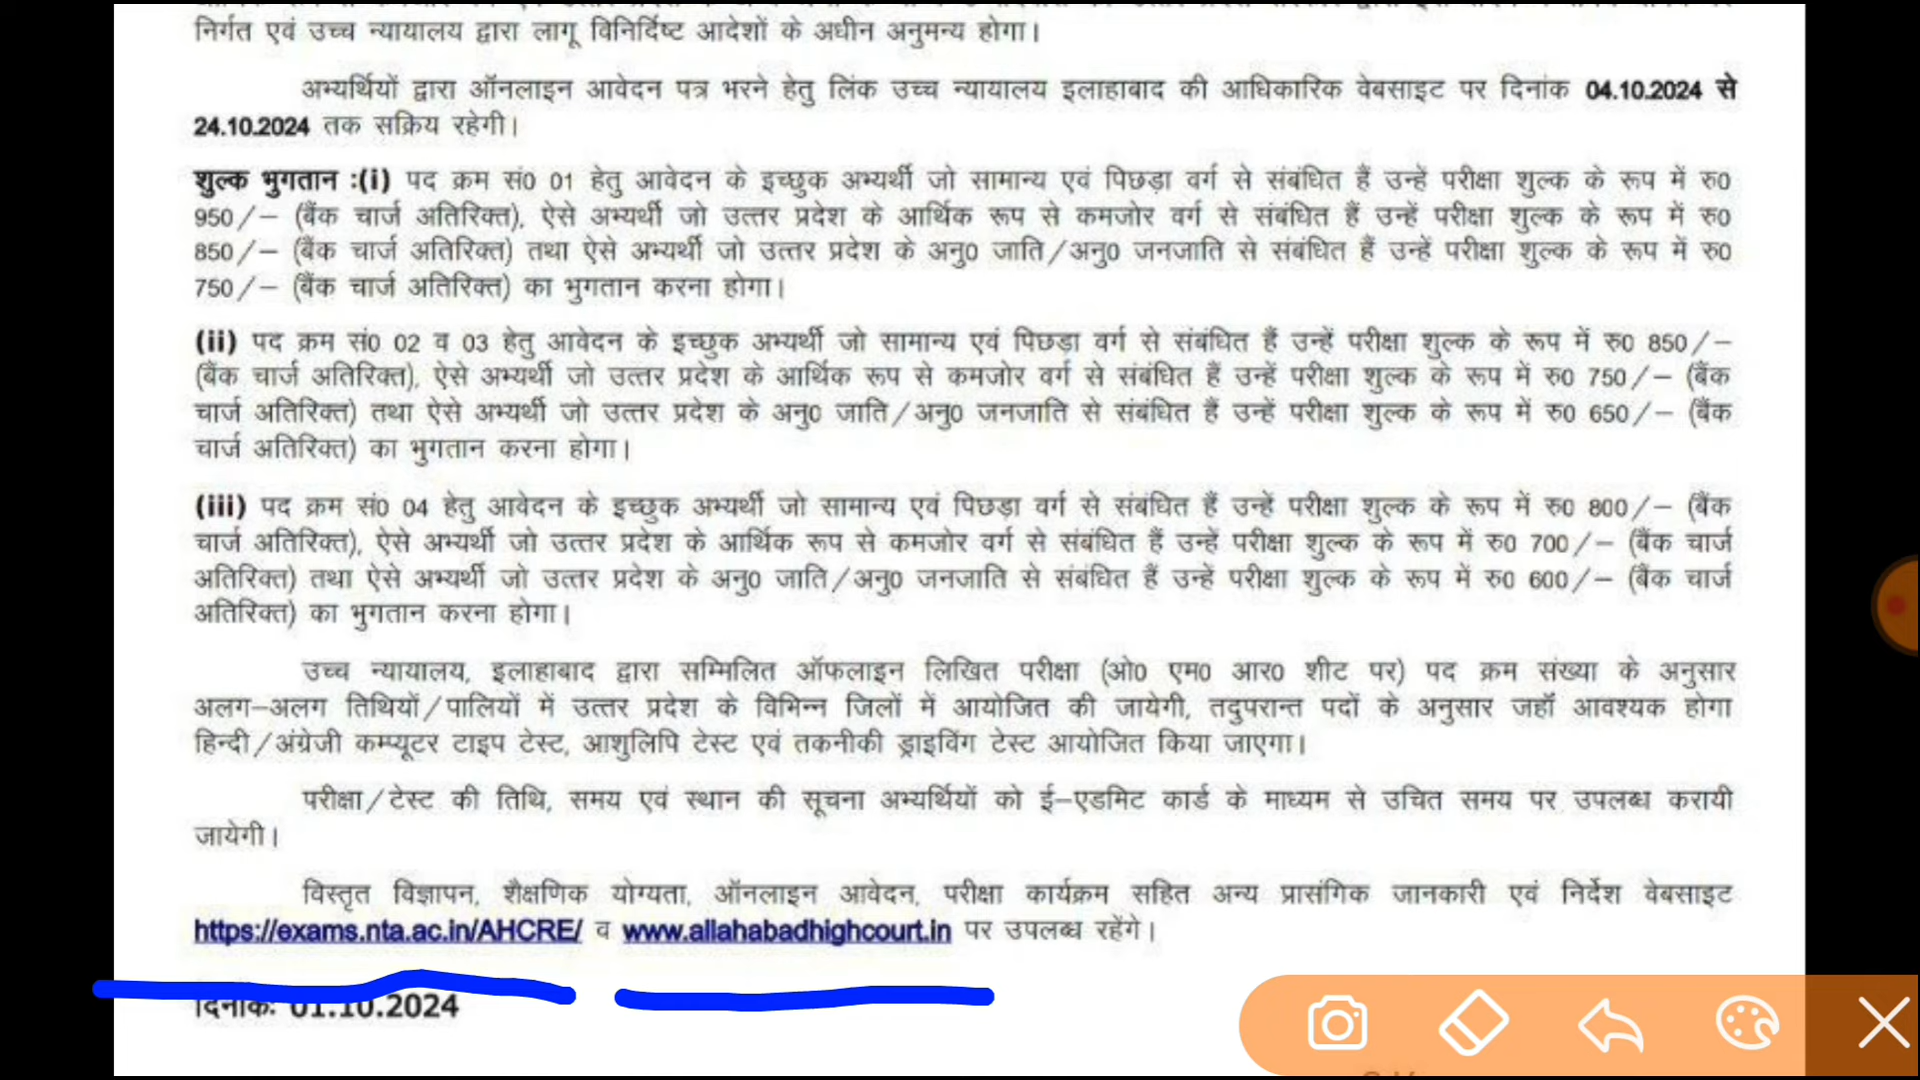 निर्गत एवं उच्च न्यायालय द्वारा लागू विनिर्दिष्ट आदेशों के अधीन अनुमन्य होगा।
अभ्यर्थियों द्वारा ऑनलाइन आवेदन पत्र भरने हेतु लिंक उच्च न्यायालय इलाहाबाद की आधिकारिक वेबसाइट पर दिनांक 04.10.2024 से
24.10.2024 तक सक्रिय रहेगी।
शुल्क भुगतान :(i) पद क्रम सं0 01 हेतु आवेदन के इच्छुक अभ्यर्थी जो सामान्य एवं पिछड़ा वर्ग से संबंधित हैं उन्हें परीक्षा शुल्क के रूप में रु0
950/– (बैंक चार्ज अतिरिक्त), ऐसे अभ्यर्थी जो उत्तर प्रदेश के आर्थिक रूप से कमजोर वर्ग से संबंधित हैं उन्हें परीक्षा शुल्क के रूप में रु0
850/– (बैंक चार्ज अतिरिक्त) तथा ऐसे अभ्यर्थी जो उत्तर प्रदेश के अनु0 जाति/अनु0 जनजाति से संबंधित हैं उन्हें परीक्षा शुल्क के रूप में रु0
750/– (बैंक चार्ज अतिरिक्त) का भुगतान करना होगा।
(ii) पद क्रम सं0 02 व 03 हेतु आवेदन के इच्छुक अभ्यर्थी जो सामान्य एवं पिछड़ा वर्ग से संबंधित हैं उन्हें परीक्षा शुल्क के रूप में रु0 850/–
(बैंक चार्ज अतिरिक्त), ऐसे अभ्यर्थी जो उत्तर प्रदेश के आर्थिक रूप से कमजोर वर्ग से संबंधित हैं उन्हें परीक्षा शुल्क के रूप में रु0 750/– (बैंक
चार्ज अतिरिक्त) तथा ऐसे अभ्यर्थी जो उत्तर प्रदेश के अनु0 जाति/अनु0 जनजाति से संबंधित हैं उन्हें परीक्षा शुल्क के रूप में रु0 650/– (बैंक
चार्ज अतिरिक्त) का भुगतान करना होगा।
(iii) पद क्रम सं0 04 हेतु आवेदन के इच्छुक अभ्यर्थी जो सामान्य एवं पिछड़ा वर्ग से संबंधित हैं उन्हें परीक्षा शुल्क के रूप में रु0 800/– (बैंक
चार्ज अतिरिक्त), ऐसे अभ्यर्थी जो उत्तर प्रदेश के आर्थिक रूप से कमजोर वर्ग से संबंधित हैं उन्हें परीक्षा शुल्क के रूप में रु0 700/– (बैंक चार्ज
अतिरिक्त) तथा ऐसे अभ्यर्थी जो उत्तर प्रदेश के अनु0 जाति/अनु0 जनजाति से संबंधित हैं उन्हें परीक्षा शुल्क के रूप में रु0 600/– (बैंक चार्ज
अतिरिक्त) का भुगतान करना होगा।
उच्च न्यायालय, इलाहाबाद द्वारा सम्मिलित ऑफलाइन लिखित परीक्षा (ओ0 एम0 आर0 शीट पर) पद क्रम संख्या के अनुसार
अलग–अलग तिथियों/पालियों में उत्तर प्रदेश के विभिन्न जिलों में आयोजित की जायेगी, तदुपरान्त पदों के अनुसार जहॉं आवश्यक होगा
हिन्दी/अंग्रेजी कम्प्यूटर टाइप टेस्ट, आशुलिपि टेस्ट एवं तकनीकी ड्राइविंग टेस्ट आयोजित किया जाएगा।
परीक्षा/टेस्ट की तिथि, समय एवं स्थान की सूचना अभ्यर्थियों को ई–एडमिट कार्ड के माध्यम से उचित समय पर उपलब्ध करायी
जायेगी।
विस्तृत विज्ञापन, शैक्षणिक योग्यता, ऑनलाइन आवेदन, परीक्षा कार्यक्रम सहित अन्य प्रासंगिक जानकारी एवं निर्देश वेबसाइट
https://exams.nta.ac.in/AHCRE/ व www.allahabadhighcourt.in पर उपलब्ध रहेंगे।
दिनांक: 01.10.2024